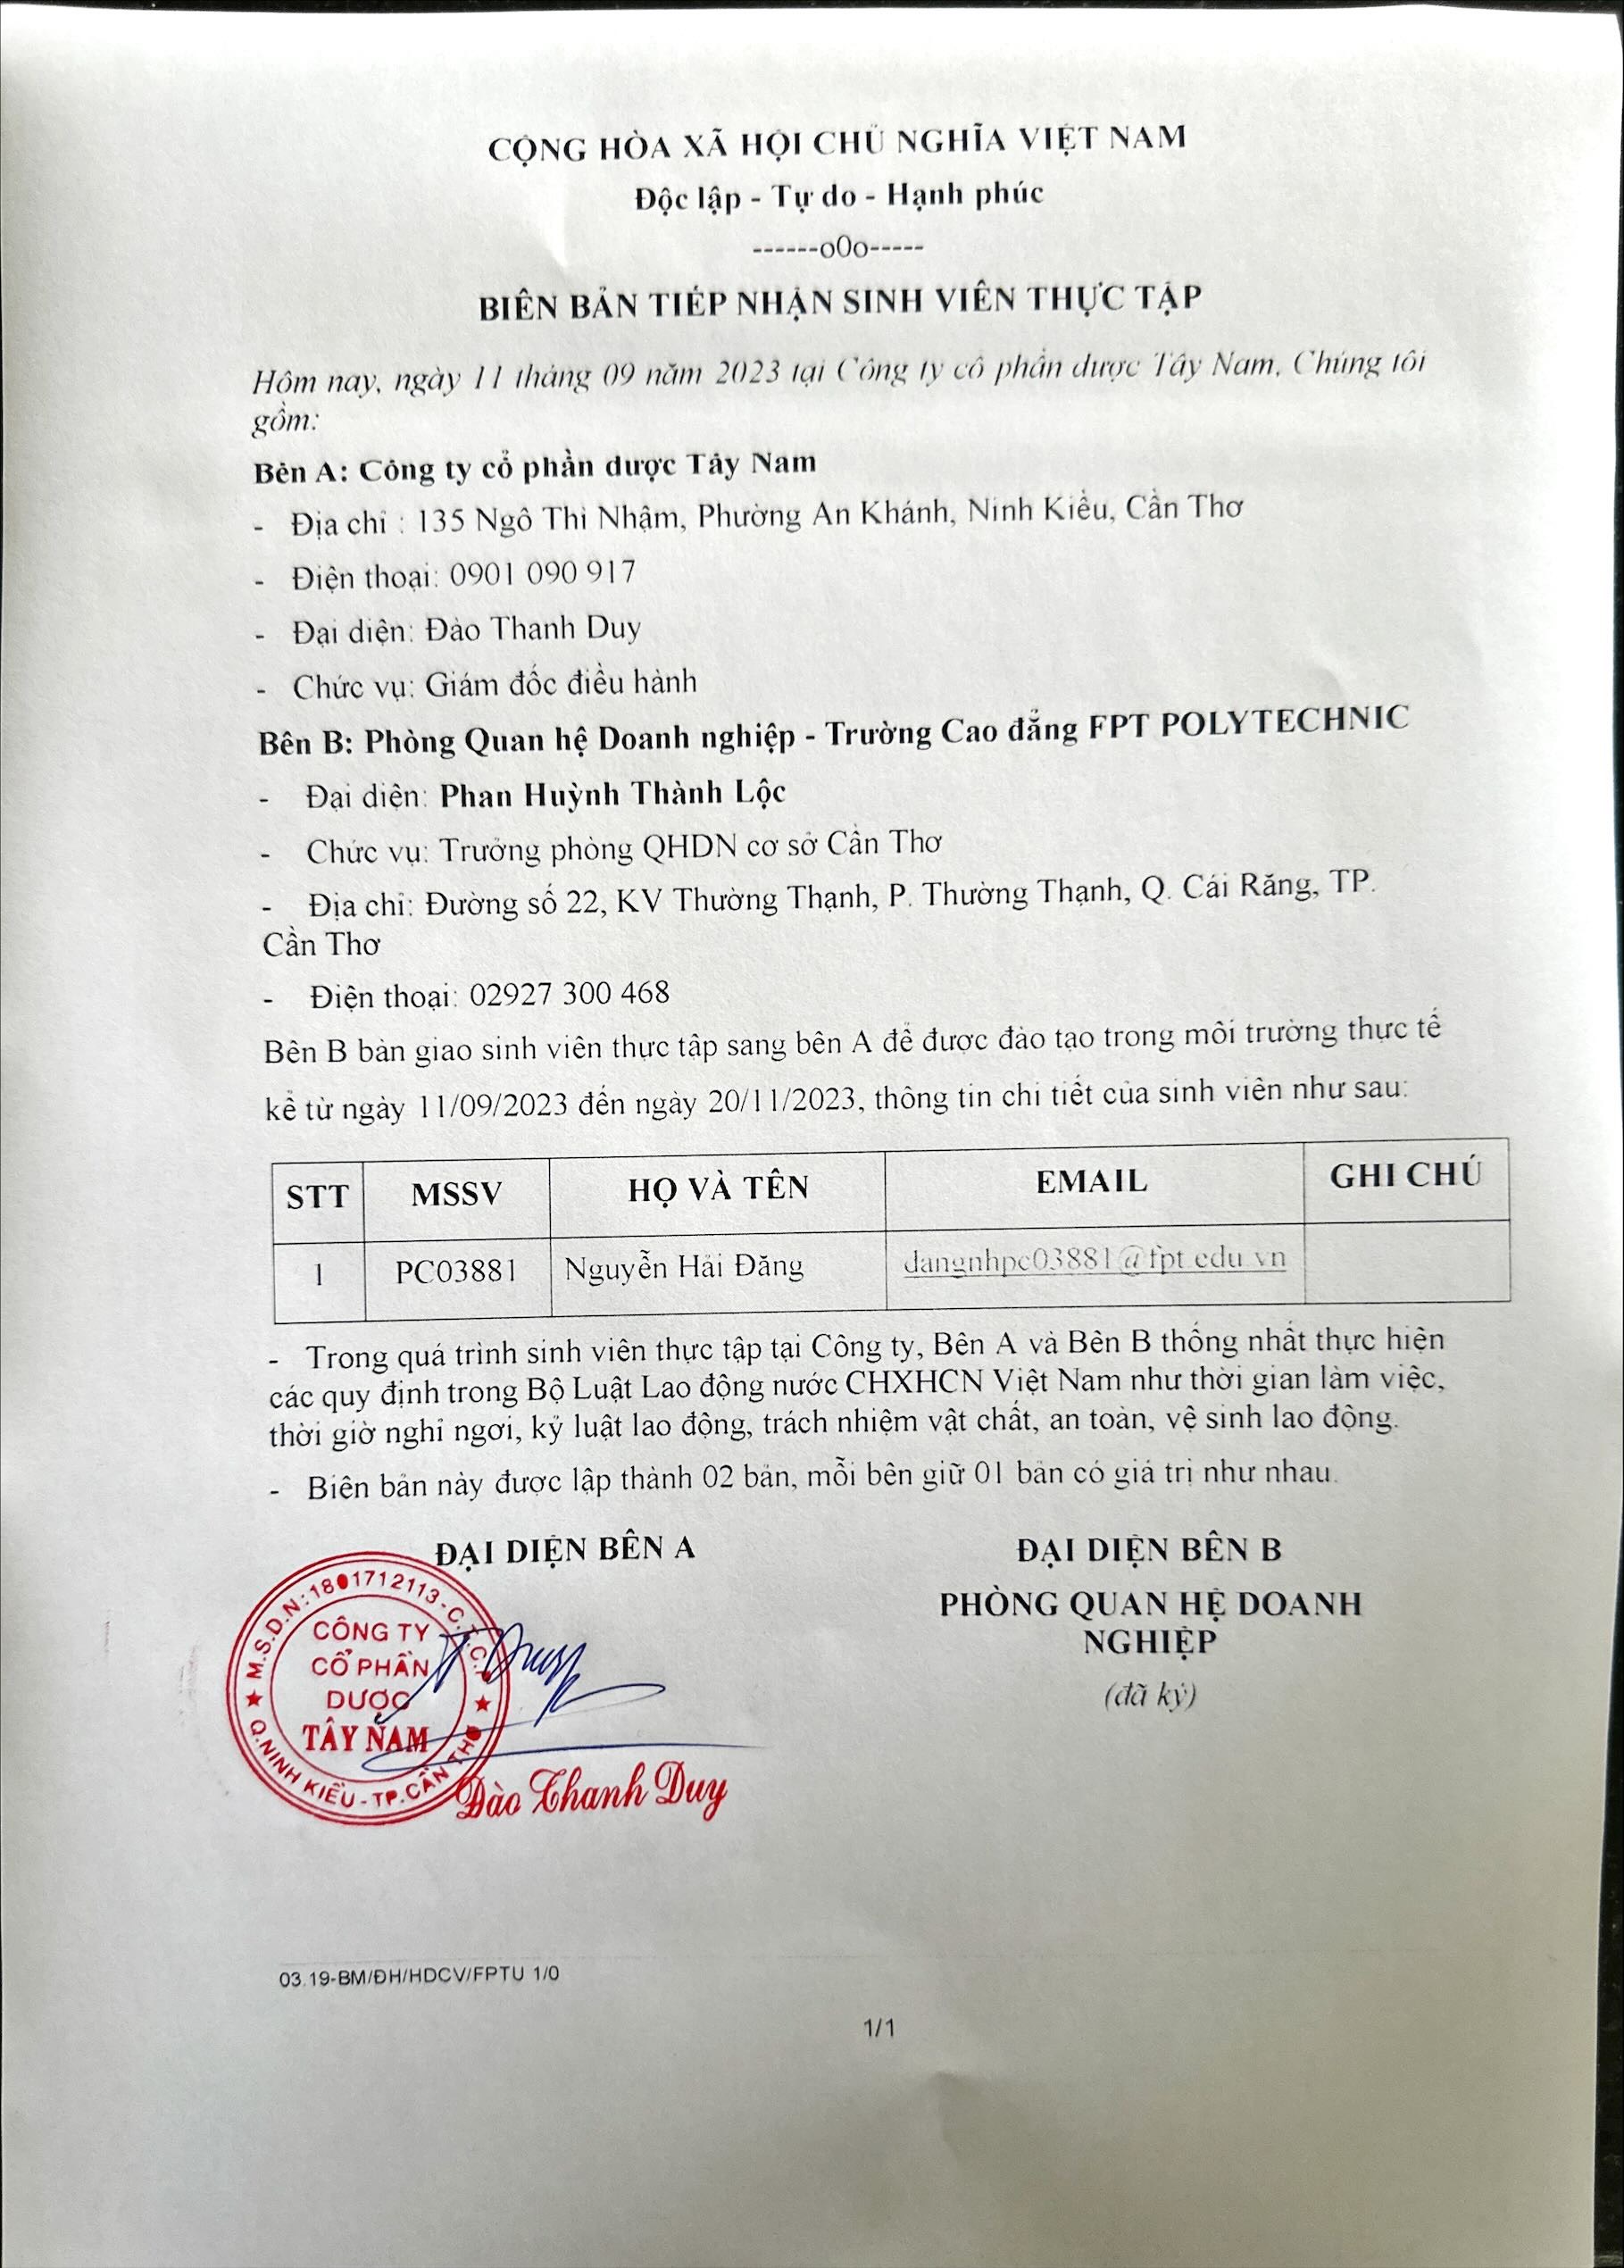 CỘNG HÒA XÃ HỘI CHỦ NGHĨA VIỆT NAM
Độc lập - Tự do - Hạnh phúc
------o0o-----
BIÊN BẢN TIẾP NHẬN SINH VIÊN THỰC TẬP
Hôm nay, ngày 11 tháng 09 năm 2023 tại Công ty cổ phần dược Tây Nam, Chúng tôi
gồm:
Bên A: Công ty cổ phần dược Tây Nam
- Địa chỉ : 135 Ngô Thì Nhậm, Phường An Khánh, Ninh Kiều, Cần Thơ
- Điện thoại: 0901 090 917
- Đại diện: Đào Thanh Duy
- Chức vụ: Giám đốc điều hành
Bên B: Phòng Quan hệ Doanh nghiệp - Trường Cao đẳng FPT POLYTECHNIC
- Đại diện: Phan Huỳnh Thành Lộc
- Chức vụ: Trưởng phòng QHDN cơ sở Cần Thơ
- Địa chỉ: Đường số 22, KV Thường Thạnh, P. Thường Thạnh, Q. Cái Răng, TP.
Cần Thơ
- Điện thoại: 02927 300 468
Bên B bàn giao sinh viên thực tập sang bên A để được đào tạo trong môi trường thực tế
kể từ ngày 11/09/2023 đến ngày 20/11/2023, thông tin chi tiết của sinh viên như sau:
STT MSSV HỌ VÀ TÊN EMAIL GHI CHÚ
1 PC03881 Nguyễn Hải Đăng dangnhpc03881@fpt.edu.vn
- Trong quá trình sinh viên thực tập tại Công ty, Bên A và Bên B thống nhất thực hiện
các quy định trong Bộ Luật Lao động nước CHXHCN Việt Nam như thời gian làm việc,
thời giờ nghỉ ngơi, kỷ luật lao động, trách nhiệm vật chất, an toàn, vệ sinh lao động.
- Biên bản này được lập thành 02 bản, mỗi bên giữ 01 bản có giá trị như nhau.
ĐẠI DIỆN BÊN A
ĐẠI DIỆN BÊN B
PHÒNG QUAN HỆ DOANH
NGHIỆP
(đã ký)
M.S.D.N: 1801712113 - C.T.C.P
CÔNG TY
CỔ PHẦN
DƯỢC
TÂY NAM
Q.NINH KIỀU - TP.CẦN THƠ
Duy
Đào Thanh Duy
03.19-BM/ĐH/HDCV/FPTU 1/0
1/1